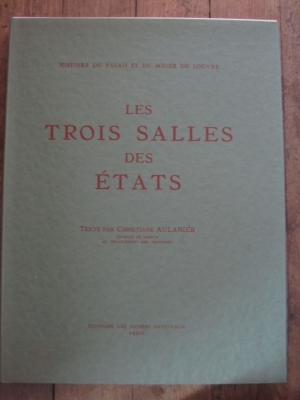 HISTOIRE DU PALAIS ET DU MUSÉE DU LOUVRE
LES
TROIS SALLES
DES
ÉTATS
TEXTE PAR CHRISTIANE AULANIER
ÉDITIONS DES MUSÉES NATIONAUX
PARIS